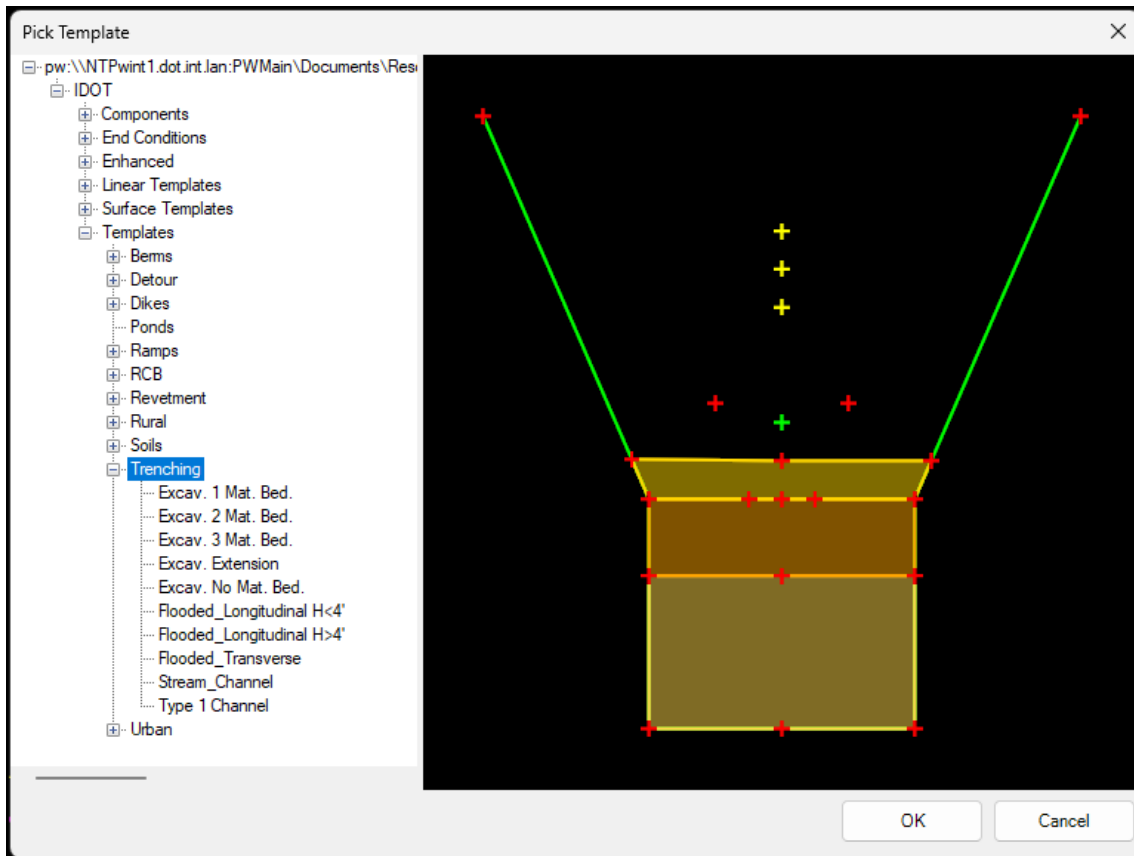 Pick Template
pw:\\NTPwint1.dot.int.lan:PWMain\Documents\Rese
IDOT
Components
End Conditions
Enhanced
Linear Templates
Surface Templates
Templates
Berms
Detour
Dikes
Ponds
Ramps
RCB
Revetment
Rural
Soils
Trenching
Excav. 1 Mat. Bed.
Excav. 2 Mat. Bed.
Excav. 3 Mat. Bed.
Excav. Extension
Excav. No Mat. Bed.
Flooded_Longitudinal H<4'
Flooded_Longitudinal H>4'
Flooded_Transverse
Stream_Channel
Type 1 Channel
Urban
OK Cancel